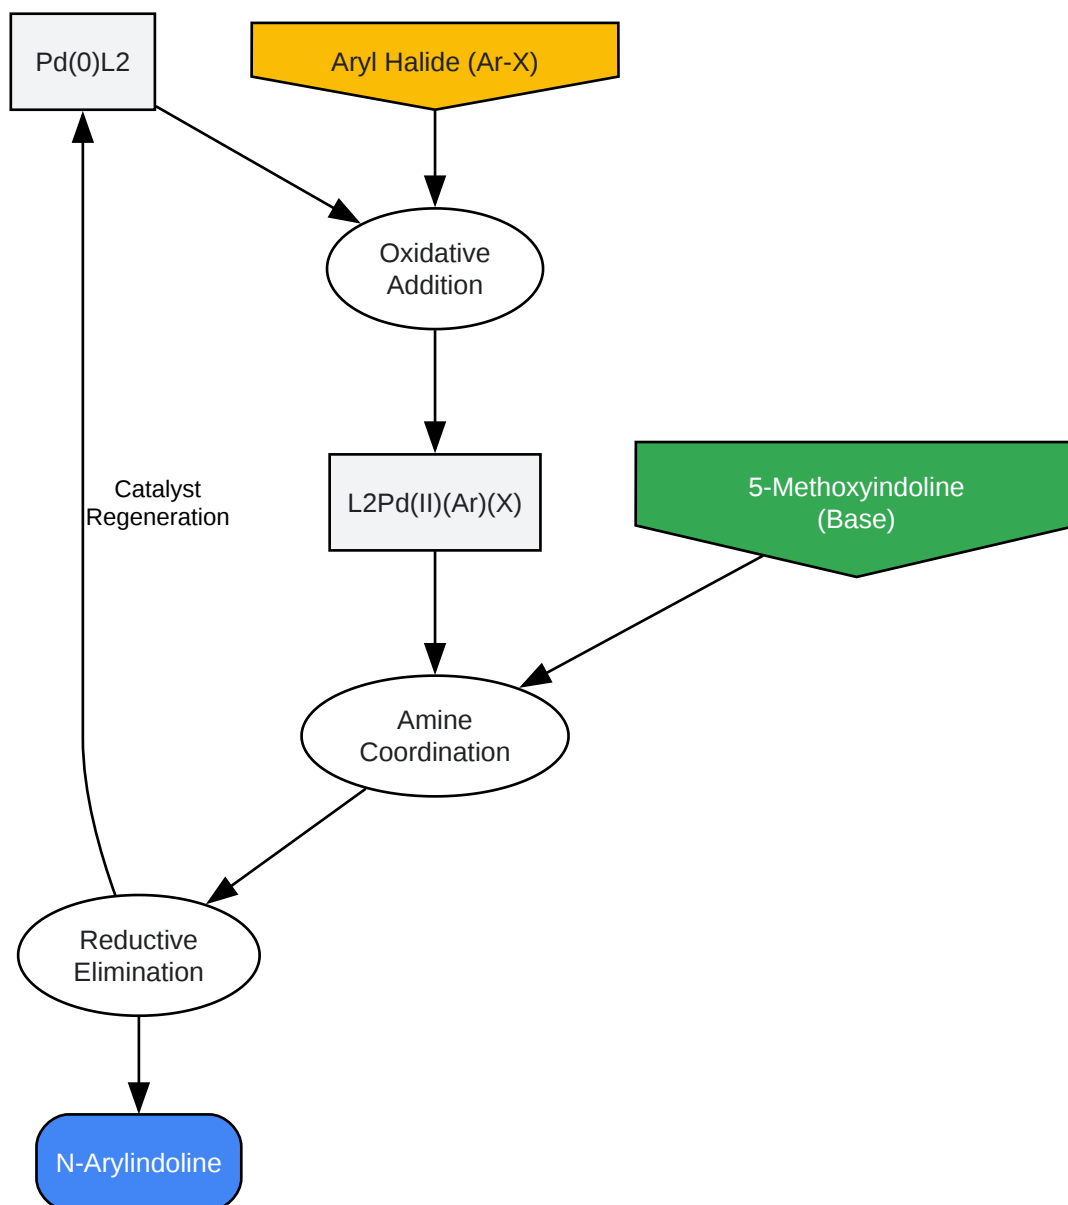 Pd(0)L2
Aryl Halide (Ar-X)
Oxidative
Addition
L2Pd(II)(Ar)(X)
5-Methoxyindoline
(Base)
Catalyst
Regeneration
Amine
Coordination
Reductive
Elimination
N-Arylindoline